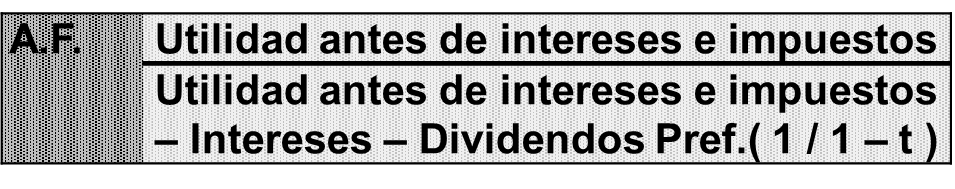 A.F. Utilidad antes de intereses e impuestos
Utilidad antes de intereses e impuestos
– Intereses – Dividendos Pref.( 1 / 1 – t )